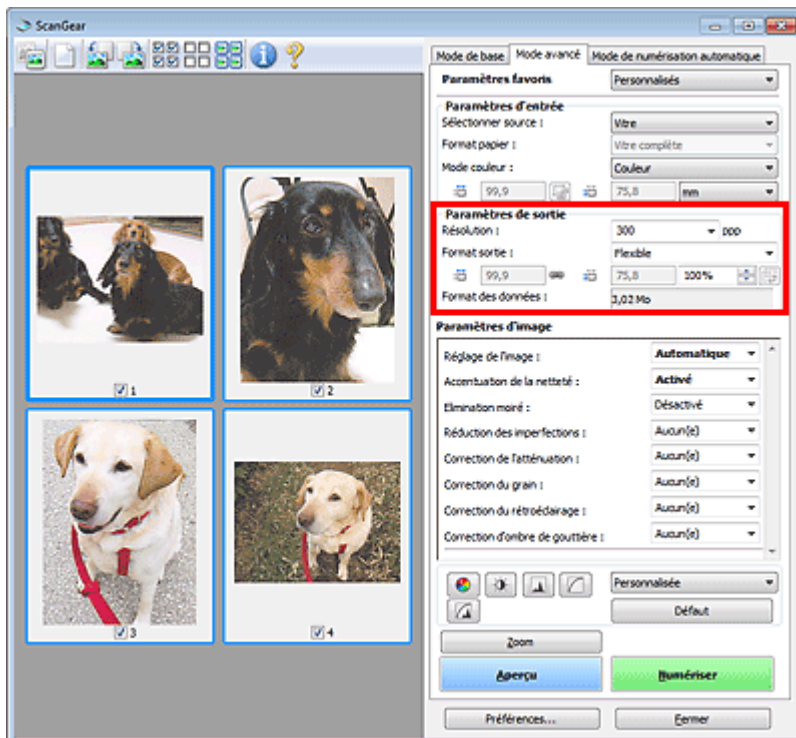 ScanGear
Mode de base Mode avancé Mode de numérisation automatique
Paramètres favoris Personnalisés
Paramètres d'entrée
Sélectionner source : Vitre
Format papier : Vitre complète
Mode couleur : Couleur
99,9 75,8 mm
Paramètres de sortie
Résolution : 300 ppp
Format sortie : Flexible
99,9 75,8 100%
Format des données : 3,02 Mo
Paramètres d'image
Réglage de l'image : Automatique
Accentuation de la netteté : Activé
Elimination moiré : Désactivé
Réduction des imperfections : Aucun(e)
Correction de l'atténuation : Aucun(e)
Correction du grain : Aucun(e)
Correction du rétroéclairage : Aucun(e)
Correction d'ombre de gouttière : Aucun(e)
1
2
3
4
Personnalisée
Défaut
Zoom
Aperçu Numériser
Préférences... Fermer